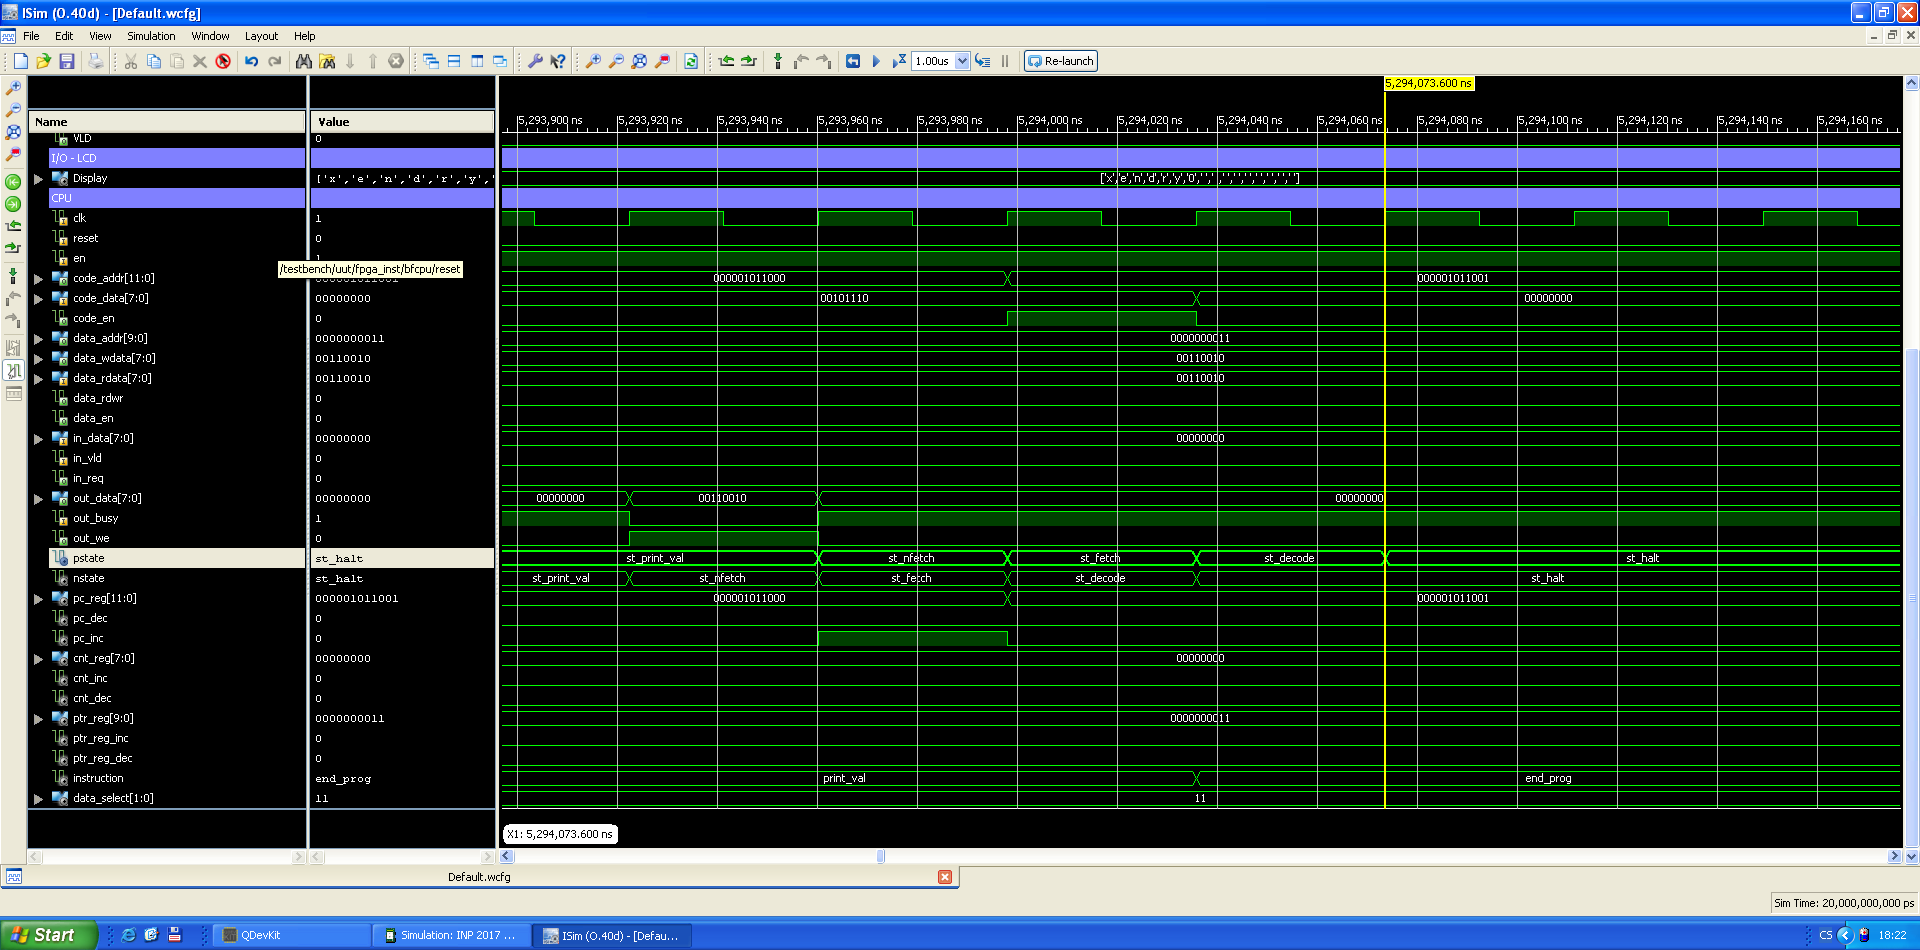 ISim (O.40d) - [Default.wcfg]
File Edit View Simulation Window Layout Help
1.00us Re-launch
5,294,073.600 ns
Name Value
5,293,900 ns 5,293,920 ns 5,293,940 ns 5,293,960 ns 5,293,980 ns 5,294,000 ns 5,294,020 ns 5,294,040 ns 5,294,060 ns 5,294,080 ns 5,294,100 ns 5,294,120 ns 5,294,140 ns 5,294,160 ns
VLD 0
I/O - LCD
Display ['x','e','n','d','r','y',' ['x','e','n','d','r','y','0',' ',' ',' ',' ',' ',' ',' ',' ',' ']
CPU
clk 1
reset 0
en 1
/testbench/uut/fpga_inst/bfcpu/reset
code_addr[11:0] 000001011001 000001011000 000001011001
code_data[7:0] 00000000 00101110 00000000
code_en 0
data_addr[9:0] 0000000011 0000000011
data_wdata[7:0] 00110010 00110010
data_rdata[7:0] 00110010 00110010
data_rdwr 0
data_en 0
in_data[7:0] 00000000 00000000
in_vld 0
in_req 0
out_data[7:0] 00000000 00000000 00110010 00000000
out_busy 1
out_we 0
pstate st_halt st_print_val st_nfetch st_fetch st_decode st_halt
nstate st_halt st_print_val st_nfetch st_fetch st_decode st_halt
pc_reg[11:0] 000001011001 000001011000 000001011001
pc_dec 0
pc_inc 0
cnt_reg[7:0] 00000000 00000000
cnt_inc 0
cnt_dec 0
ptr_reg[9:0] 0000000011 0000000011
ptr_reg_inc 0
ptr_reg_dec 0
instruction end_prog print_val end_prog
data_select[1:0] 11 11
X1: 5,294,073.600 ns
Default.wcfg
Sim Time: 20,000,000,000 ps
Start QDevKit Simulation: INP 2017 ... ISim (O.40d) - [Defau... CS 18:22